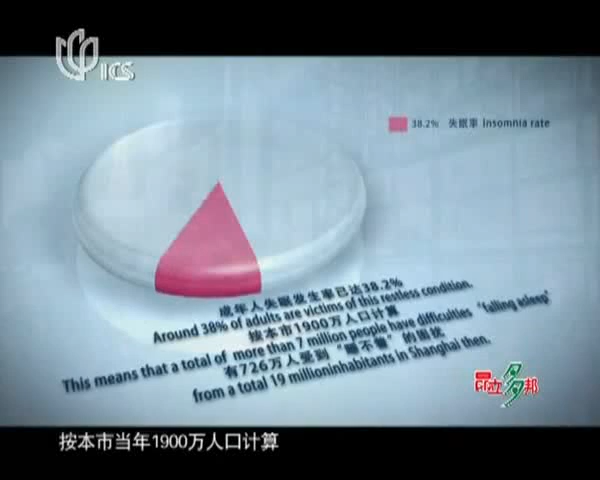 ICS
38.2% 失眠率 Insomnia rate
成年人失眠发生率已达38.2%
Around 38% of adults are victims of this restless condition.
按本市1900万人口计算
This means that a total of more than 7 million people have difficulties “falling asleep”
有726万人受到“睡不着”的困扰
from a total 19 millioninhabitants in Shanghai then.
昂立多邦
按本市当年1900万人口计算